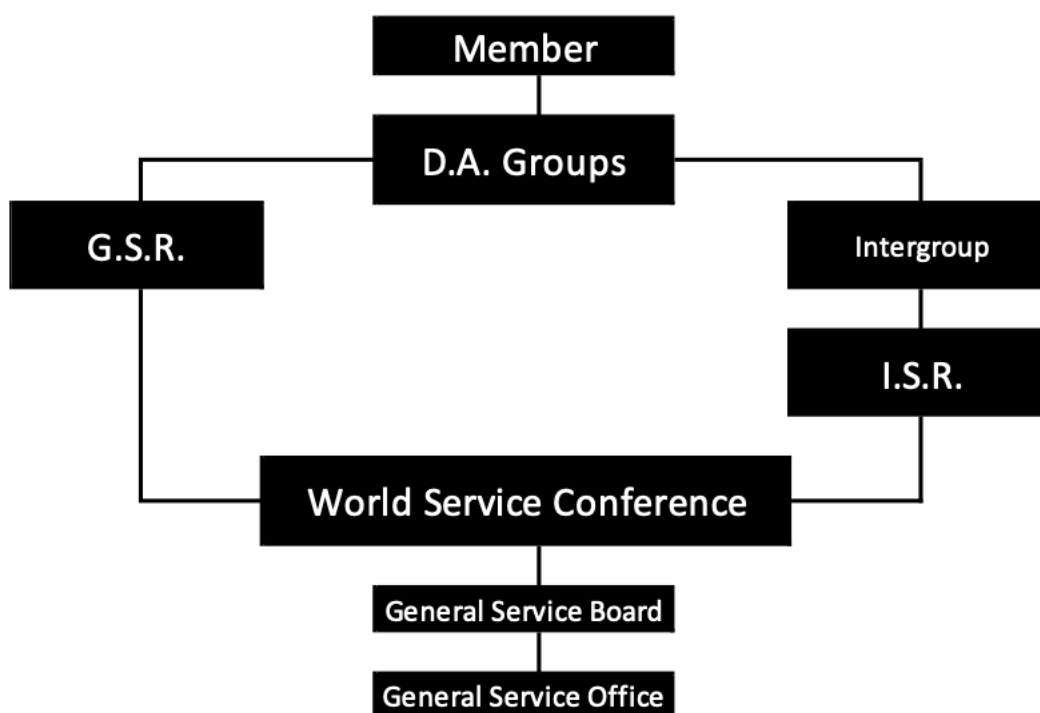 Member
D.A. Groups
G.S.R.
Intergroup
I.S.R.
World Service Conference
General Service Board
General Service Office